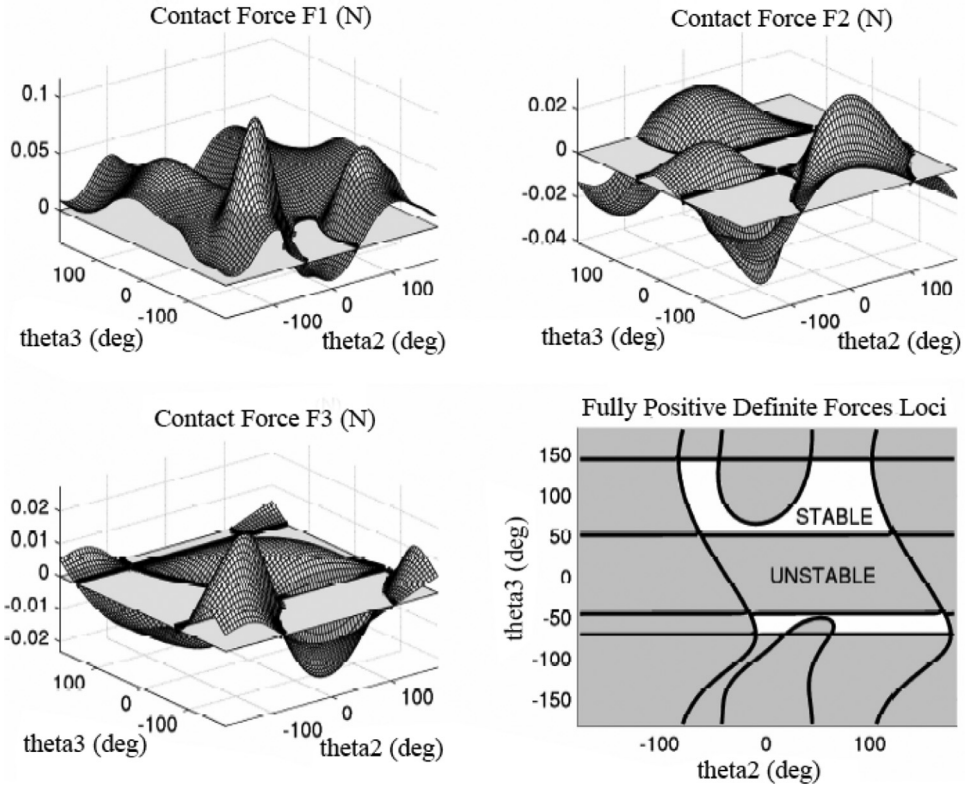 Contact Force F1 (N)
0.1
0.05
0
100
0
-100
theta3 (deg)
-100
0
100
theta2 (deg)
Contact Force F2 (N)
0.02
0
-0.02
-0.04
100
0
-100
theta3 (deg)
-100
0
100
theta2 (deg)
Contact Force F3 (N)
0.02
0.01
0
-0.01
-0.02
100
0
-100
theta3 (deg)
-100
0
100
theta2 (deg)
Fully Positive Definite Forces Loci
150
100
50
0
-50
-100
-150
theta3 (deg)
STABLE
UNSTABLE
-100
0
100
theta2 (deg)